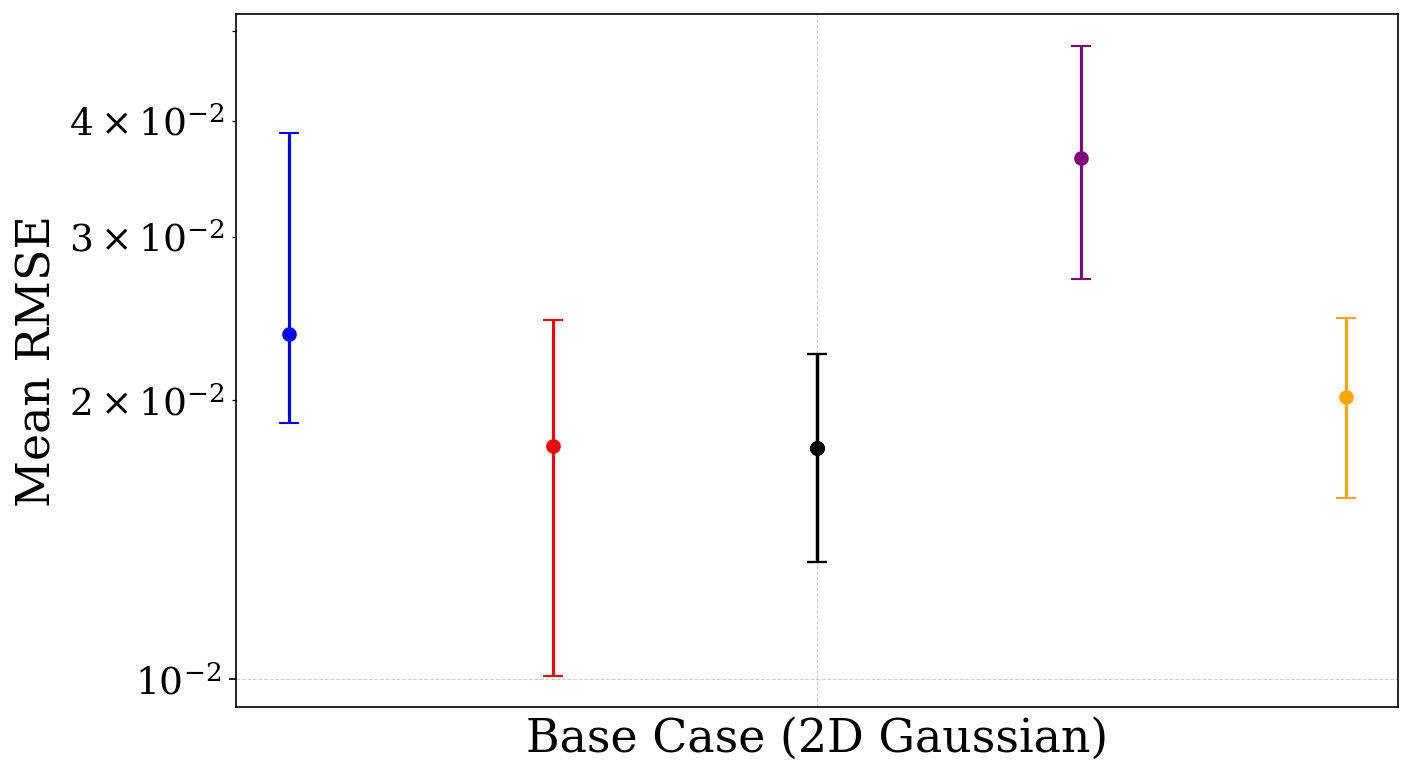 Mean RMSE
4 × 10⁻²
3 × 10⁻²
2 × 10⁻²
10⁻²
Base Case (2D Gaussian)